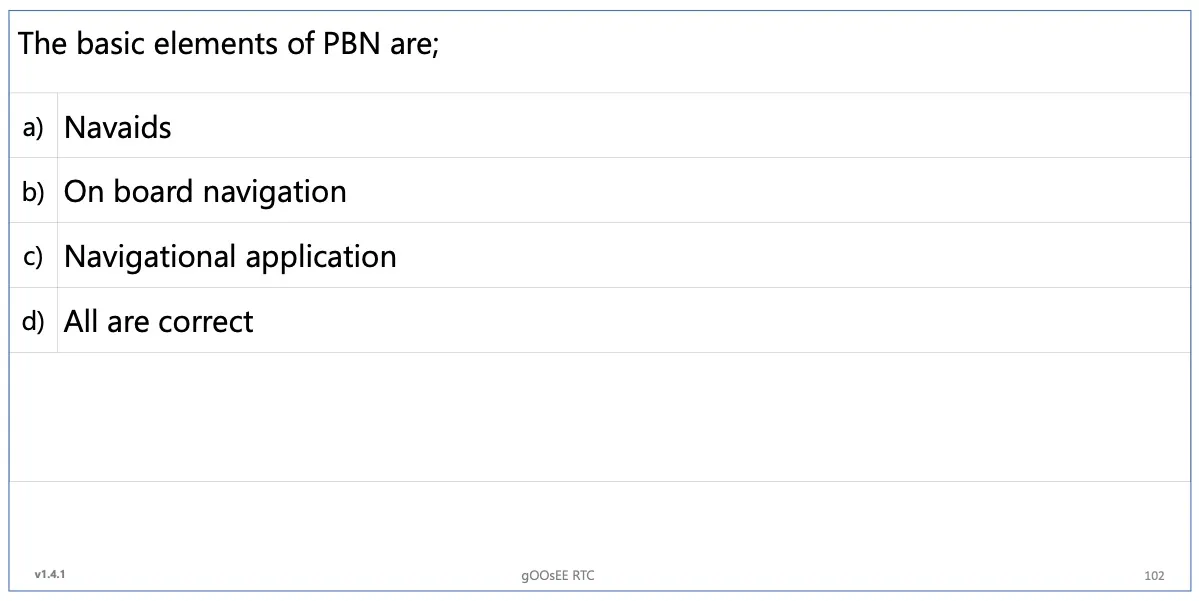 The basic elements of PBN are;
a) Navaids
b) On board navigation
c) Navigational application
d) All are correct
v1.4.1 gOOsEE RTC 102